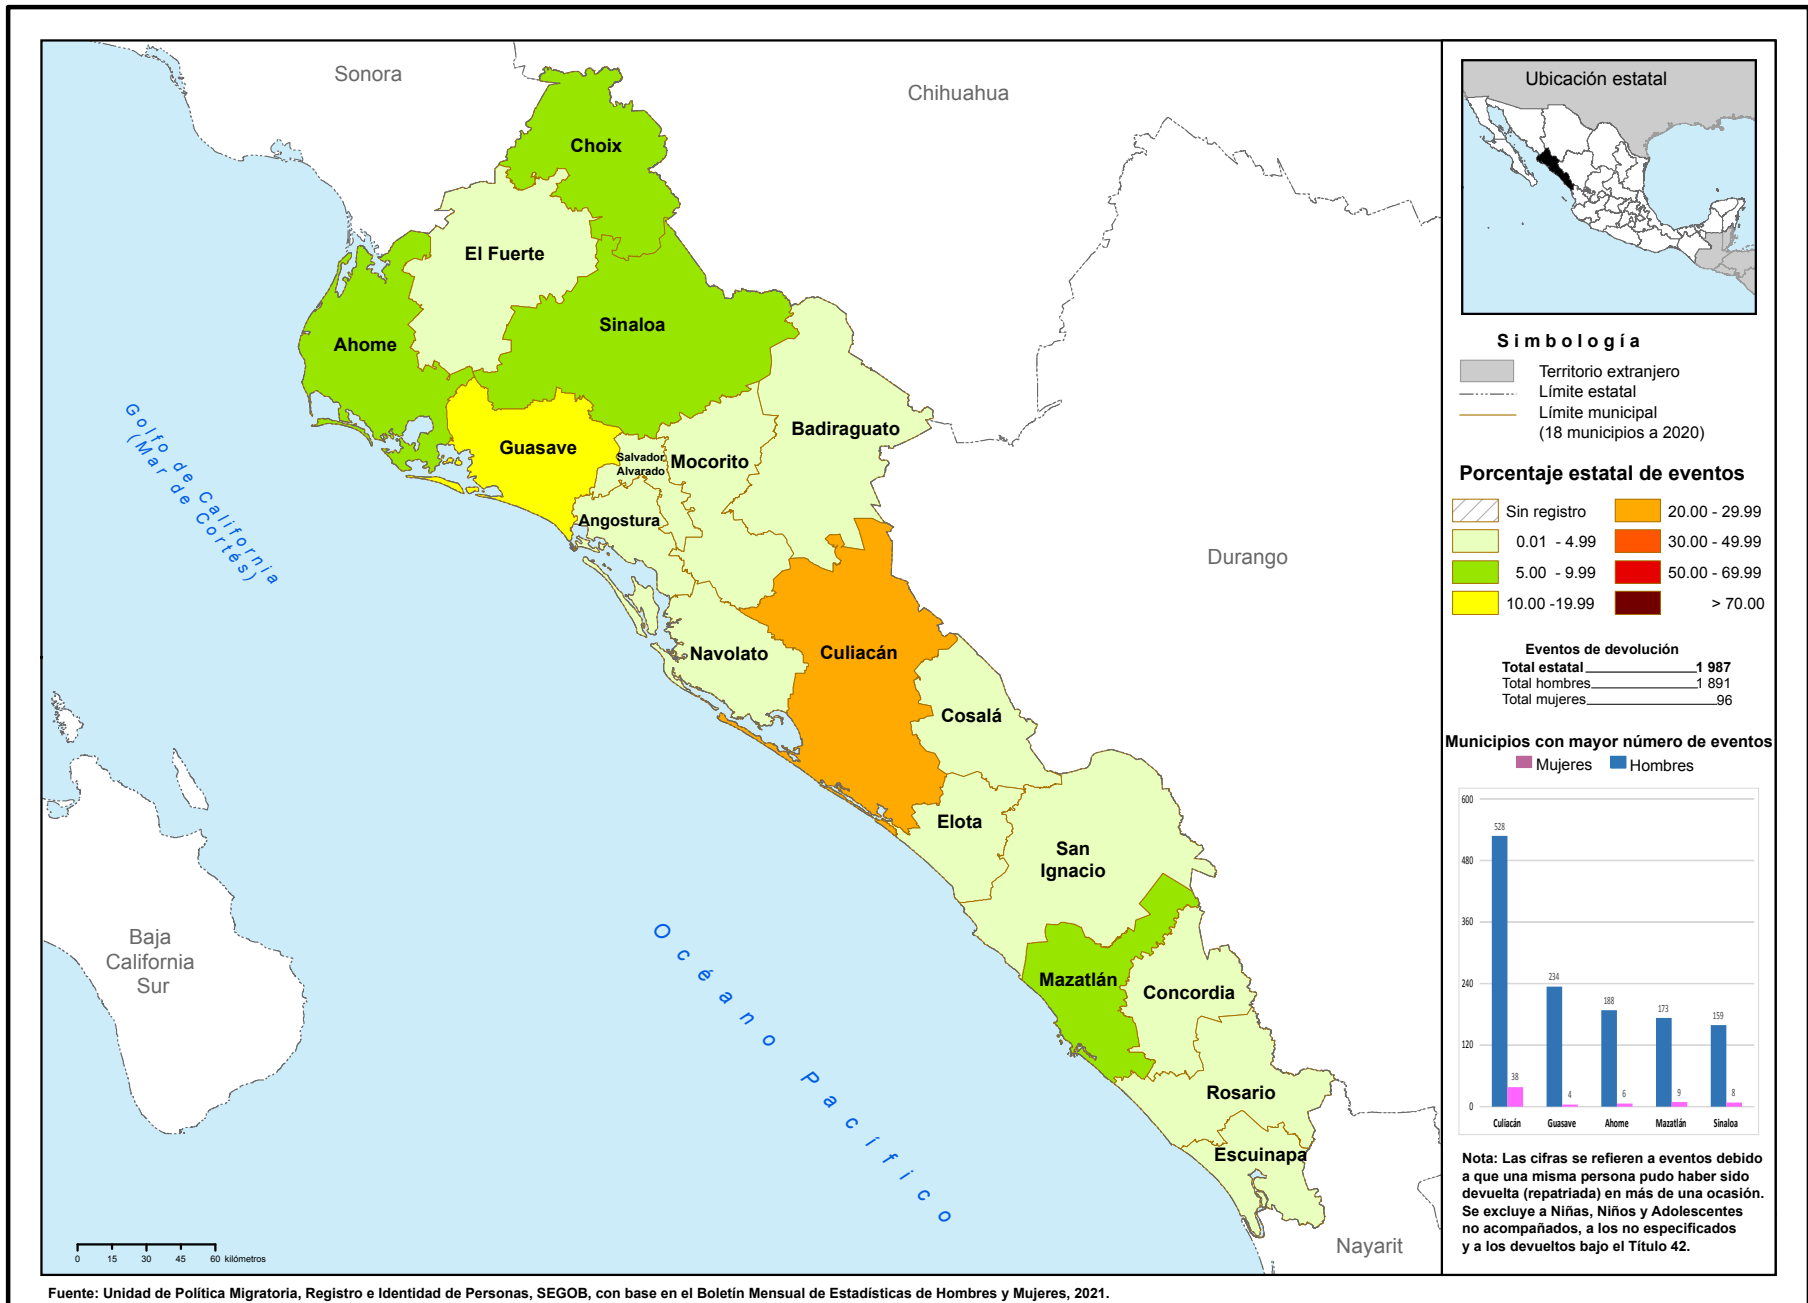 Sonora
Chihuahua
Choix
El Fuerte
Sinaloa
Ahome
Badiraguato
Guasave
Salvador
Alvarado
Mocorito
Angostura
Durango
Golfo de California
(Mar de Cortés)
Navolato
Culiacán
Cosalá
Elota
San
Ignacio
Baja
California
Sur
Océano Pacífico
Mazatlán
Concordia
Rosario
Escuinapa
Nayarit
0 15 30 45 60 kilómetros
Ubicación estatal
Simbología
Territorio extranjero
Límite estatal
Límite municipal
(18 municipios a 2020)
Porcentaje estatal de eventos
Sin registro 20.00 - 29.99
0.01 - 4.99 30.00 - 49.99
5.00 - 9.99 50.00 - 69.99
10.00 -19.99 > 70.00
Eventos de devolución
Total estatal 1 987
Total hombres 1 891
Total mujeres 96
Municipios con mayor número de eventos
Mujeres Hombres
600
528
480
360
240
234
188
173
159
120
38
4
6
9
8
0
Culiacán Guasave Ahome Mazatlán Sinaloa
Nota: Las cifras se refieren a eventos debido
a que una misma persona pudo haber sido
devuelta (repatriada) en más de una ocasión.
Se excluye a Niñas, Niños y Adolescentes
no acompañados, a los no especificados
y a los devueltos bajo el Título 42.
Fuente: Unidad de Política Migratoria, Registro e Identidad de Personas, SEGOB, con base en el Boletín Mensual de Estadísticas de Hombres y Mujeres, 2021.